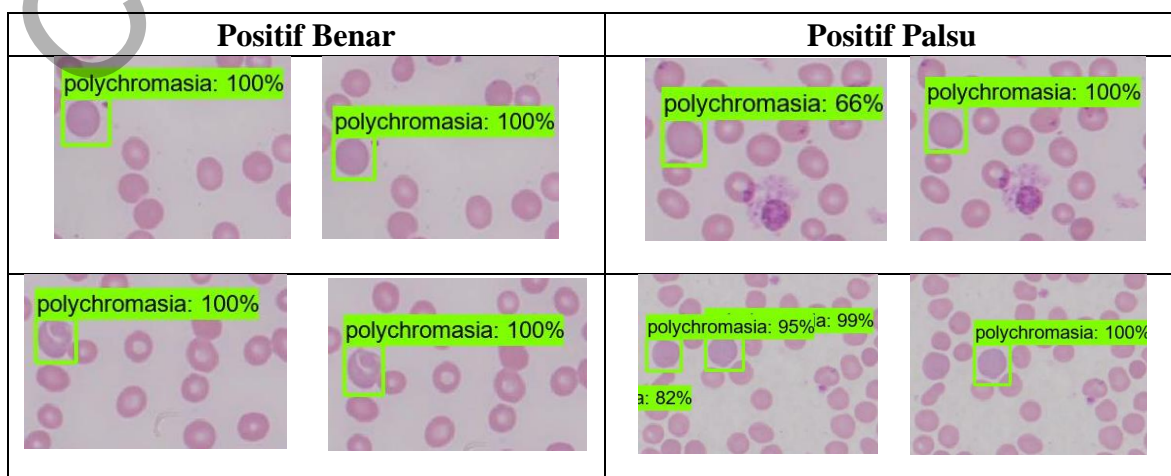 Positif Benar
Positif Palsu
polychromasia: 100%
polychromasia: 100%
polychromasia: 66%
polychromasia: 100%
polychromasia: 100%
polychromasia: 100%
polychromasia: 95%
ia: 99%
a: 82%
polychromasia: 100%